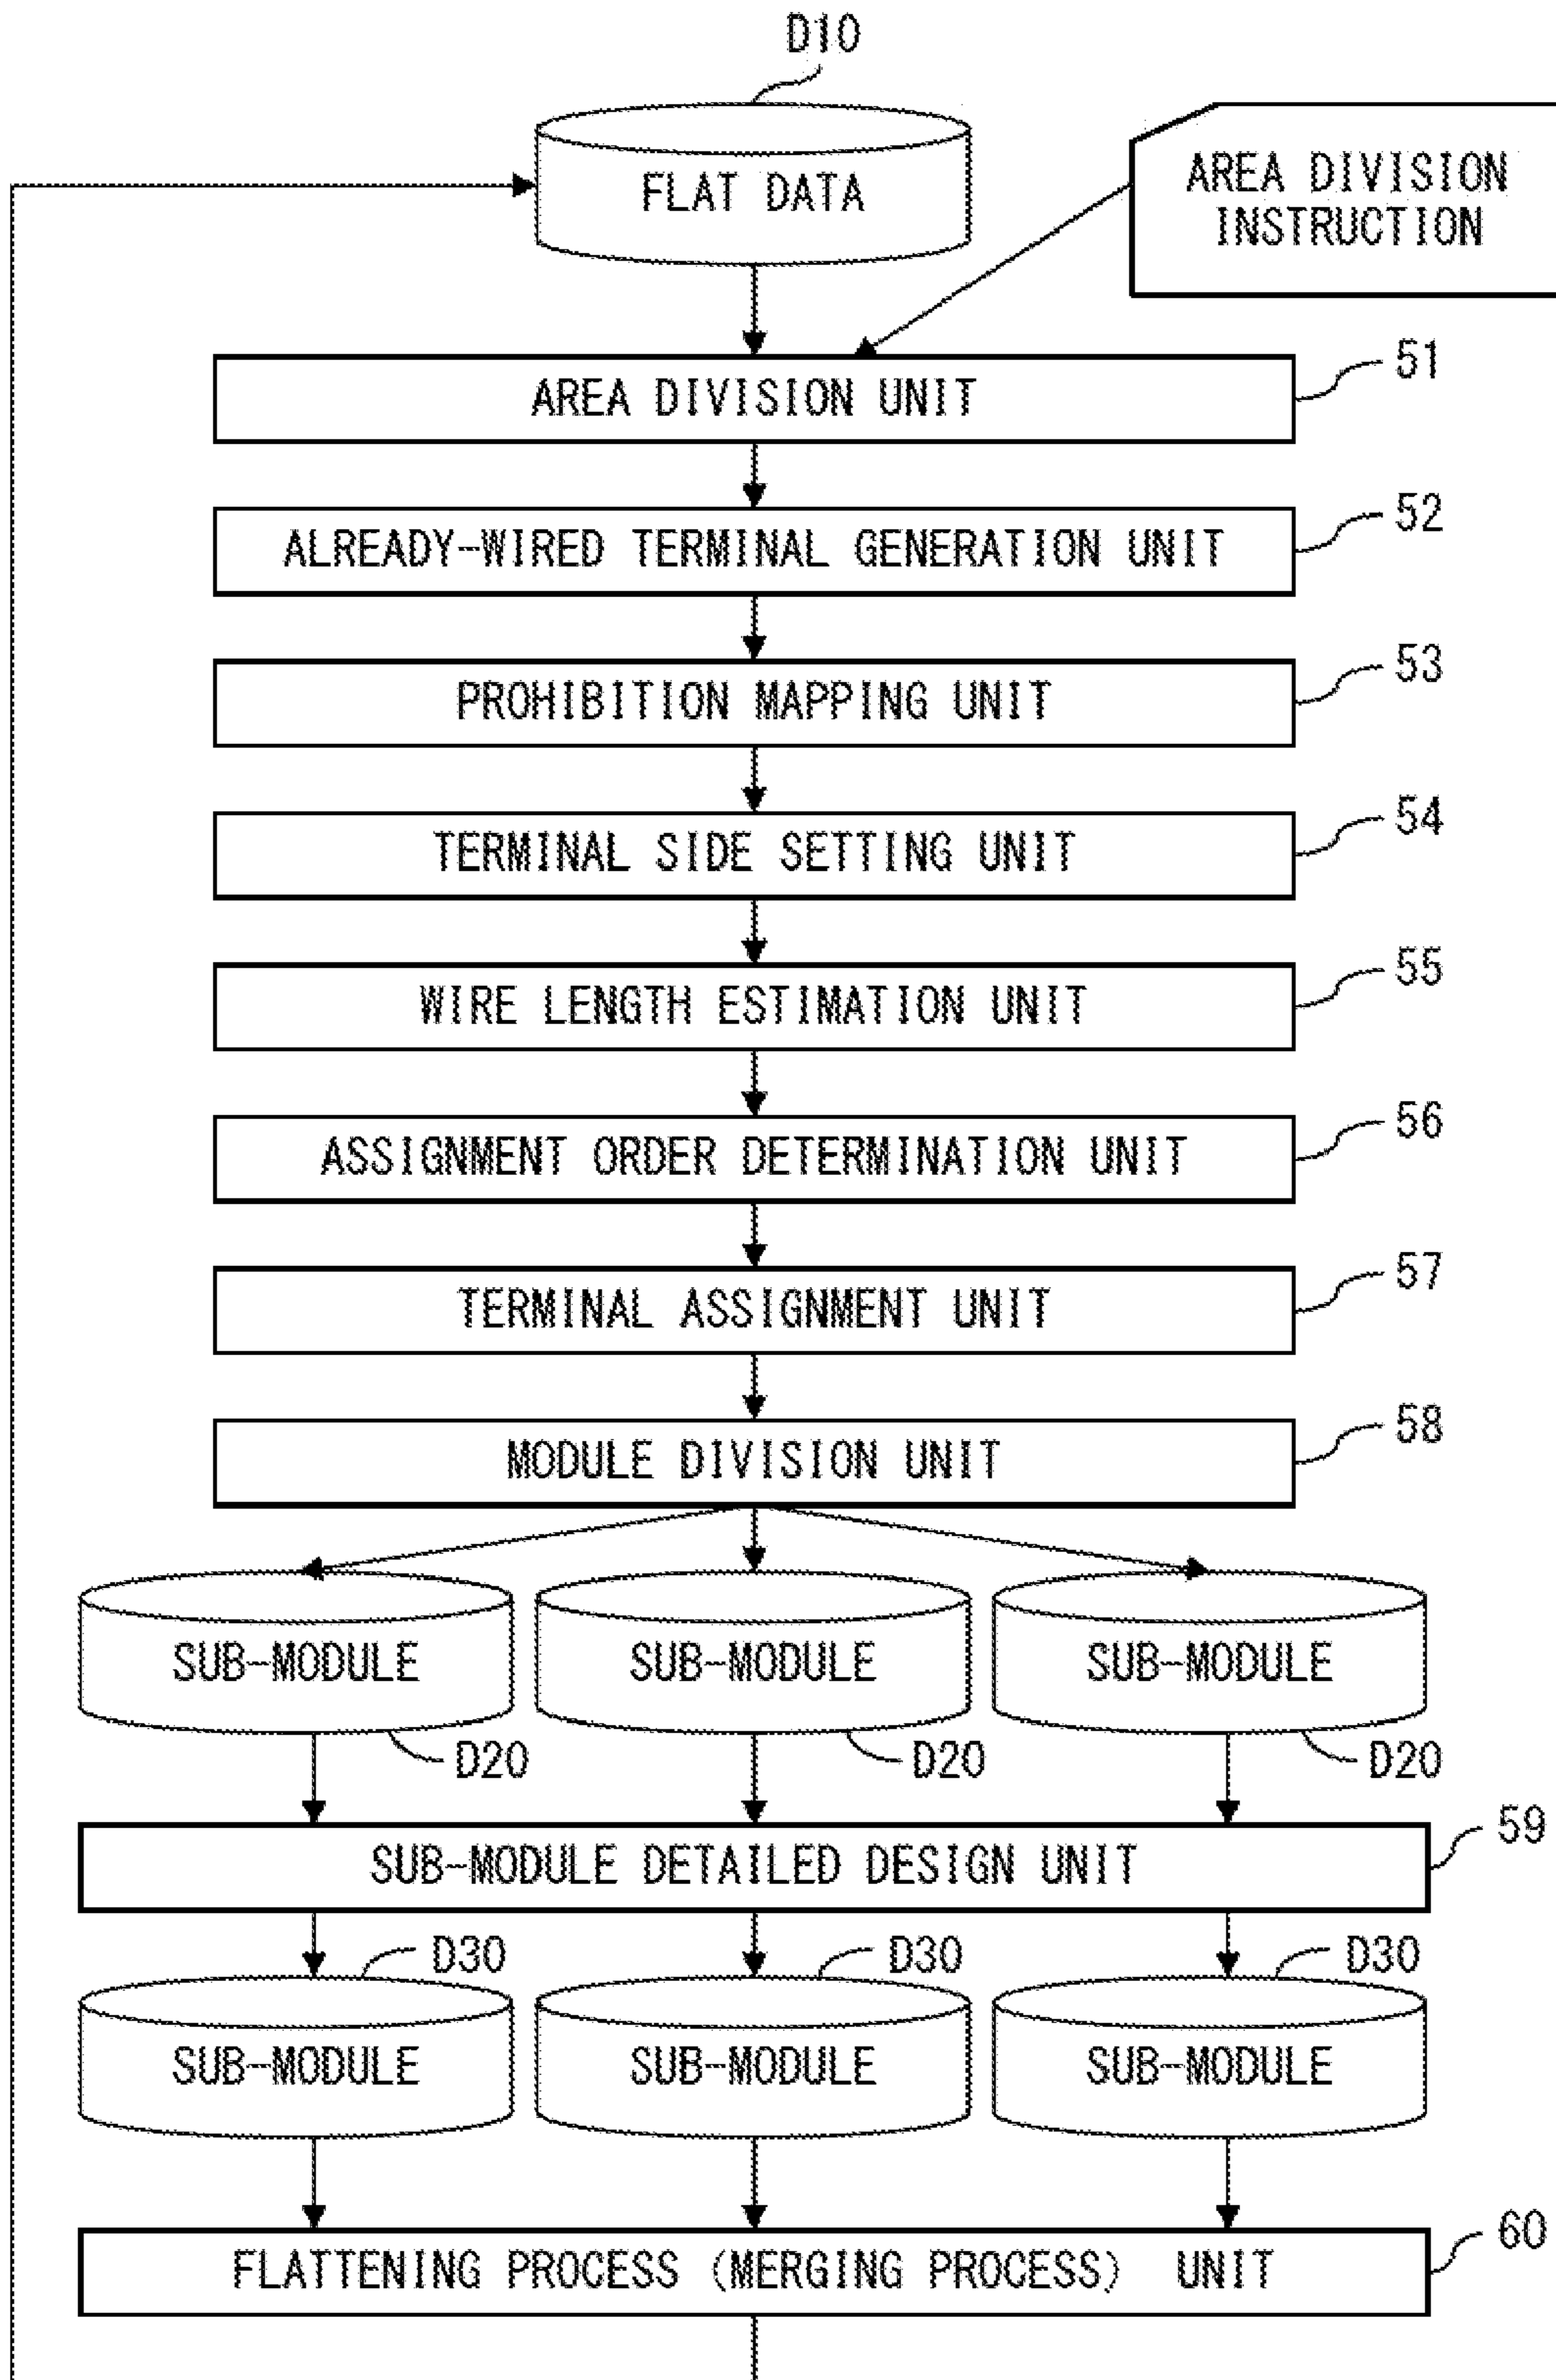 D10
FLAT DATA
AREA DIVISION
INSTRUCTION
AREA DIVISION UNIT
51
ALREADY-WIRED TERMINAL GENERATION UNIT
52
PROHIBITION MAPPING UNIT
53
TERMINAL SIDE SETTING UNIT
54
WIRE LENGTH ESTIMATION UNIT
55
ASSIGNMENT ORDER DETERMINATION UNIT
56
TERMINAL ASSIGNMENT UNIT
57
MODULE DIVISION UNIT
58
SUB-MODULE
SUB-MODULE
SUB-MODULE
D20
D20
D20
SUB-MODULE DETAILED DESIGN UNIT
59
D30
D30
D30
SUB-MODULE
SUB-MODULE
SUB-MODULE
FLATTENING PROCESS (MERGING PROCESS) UNIT
60